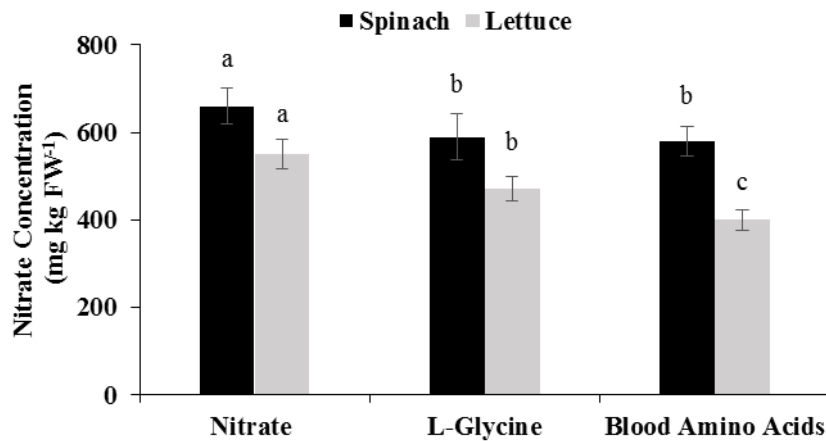 Spinach Lettuce
Nitrate Concentration
(mg kg FW-1)
800
600
400
200
0
a
a
b
b
b
c
Nitrate
L-Glycine
Blood Amino Acids